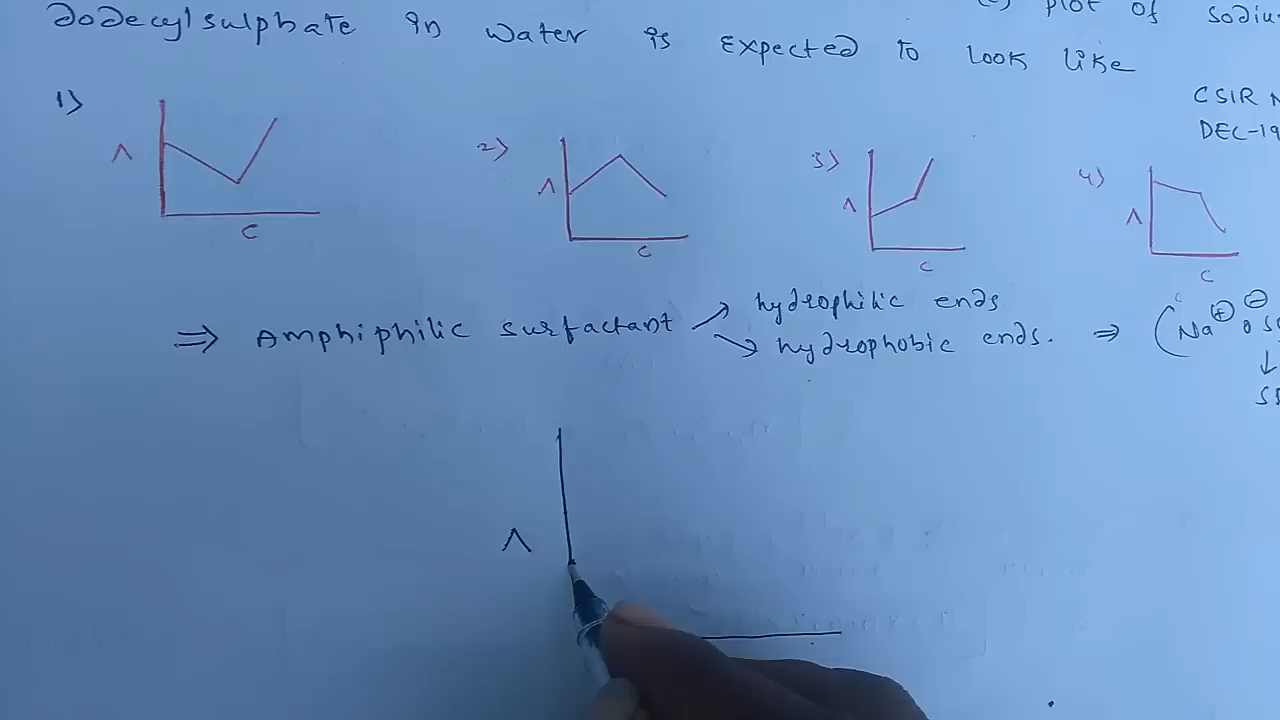 (c) plot of sodiu
dodecylsulphate in water is expected to look like
CSIR N
DEC-19
1) Λ C
2) Λ C
3) Λ C
4) Λ C
⇒ Amphiphilic surfactant ↗ hydrophilic ends
↘ hydrophobic ends. ⇒ (Na⊕ ⊖OS
↓
Λ